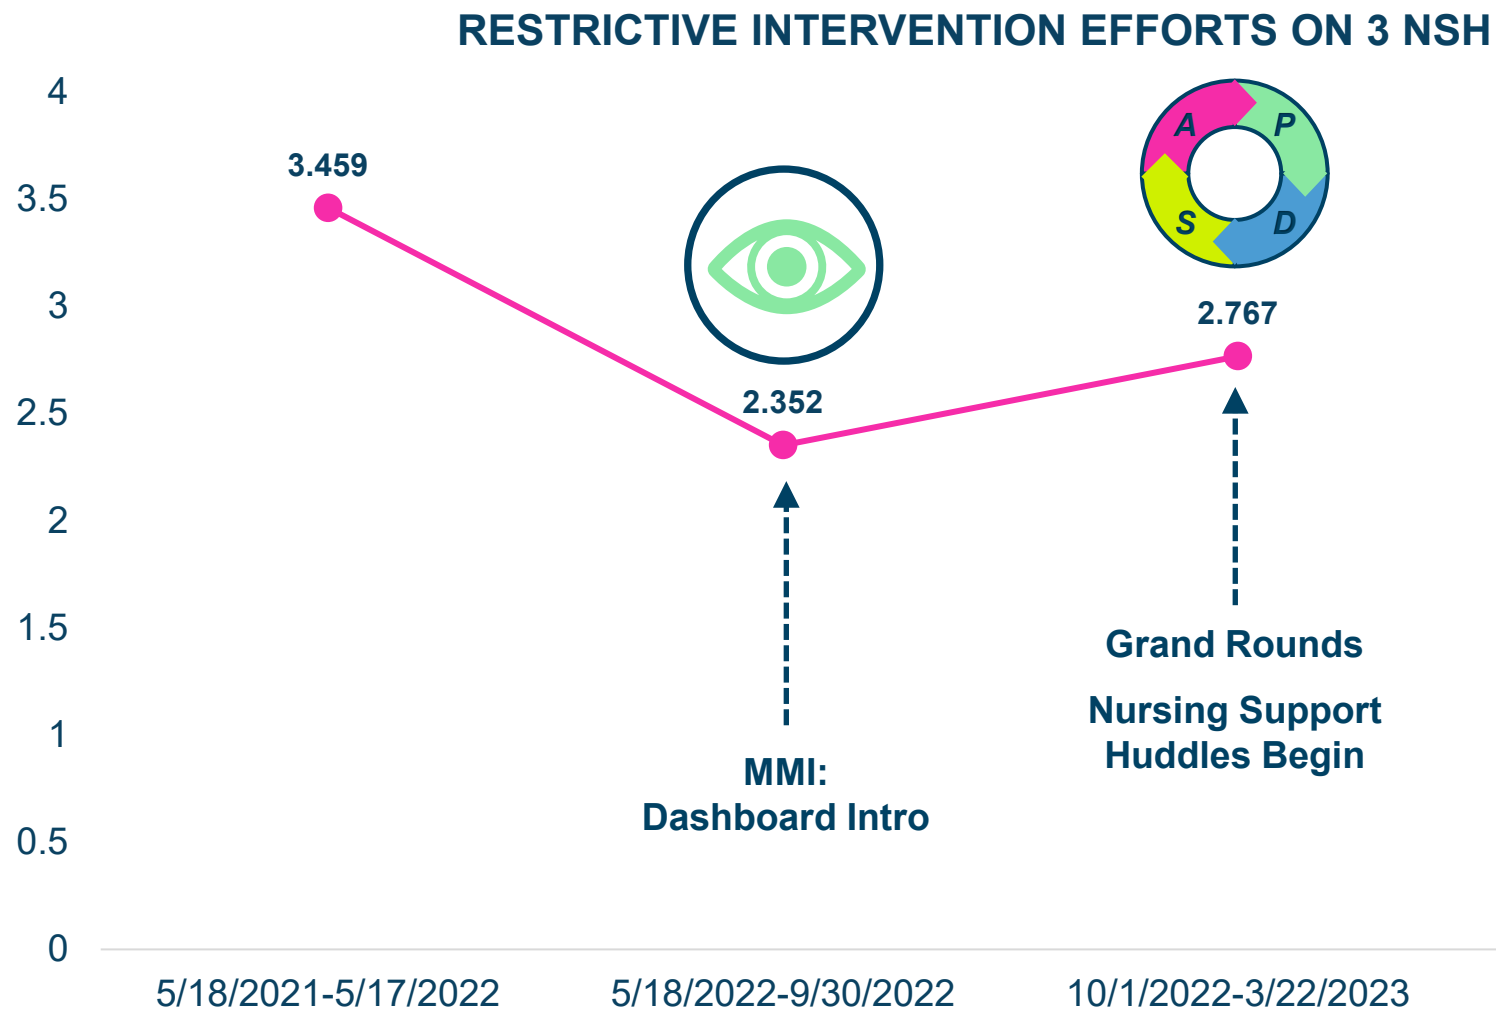 RESTRICTIVE INTERVENTION EFFORTS ON 3 NSH
4
3.5
3
2.5
2
1.5
1
0.5
0
3.459
2.352
2.767
A
P
S
D
MMI:
Dashboard Intro
Grand Rounds
Nursing Support
Huddles Begin
5/18/2021-5/17/2022
5/18/2022-9/30/2022
10/1/2022-3/22/2023